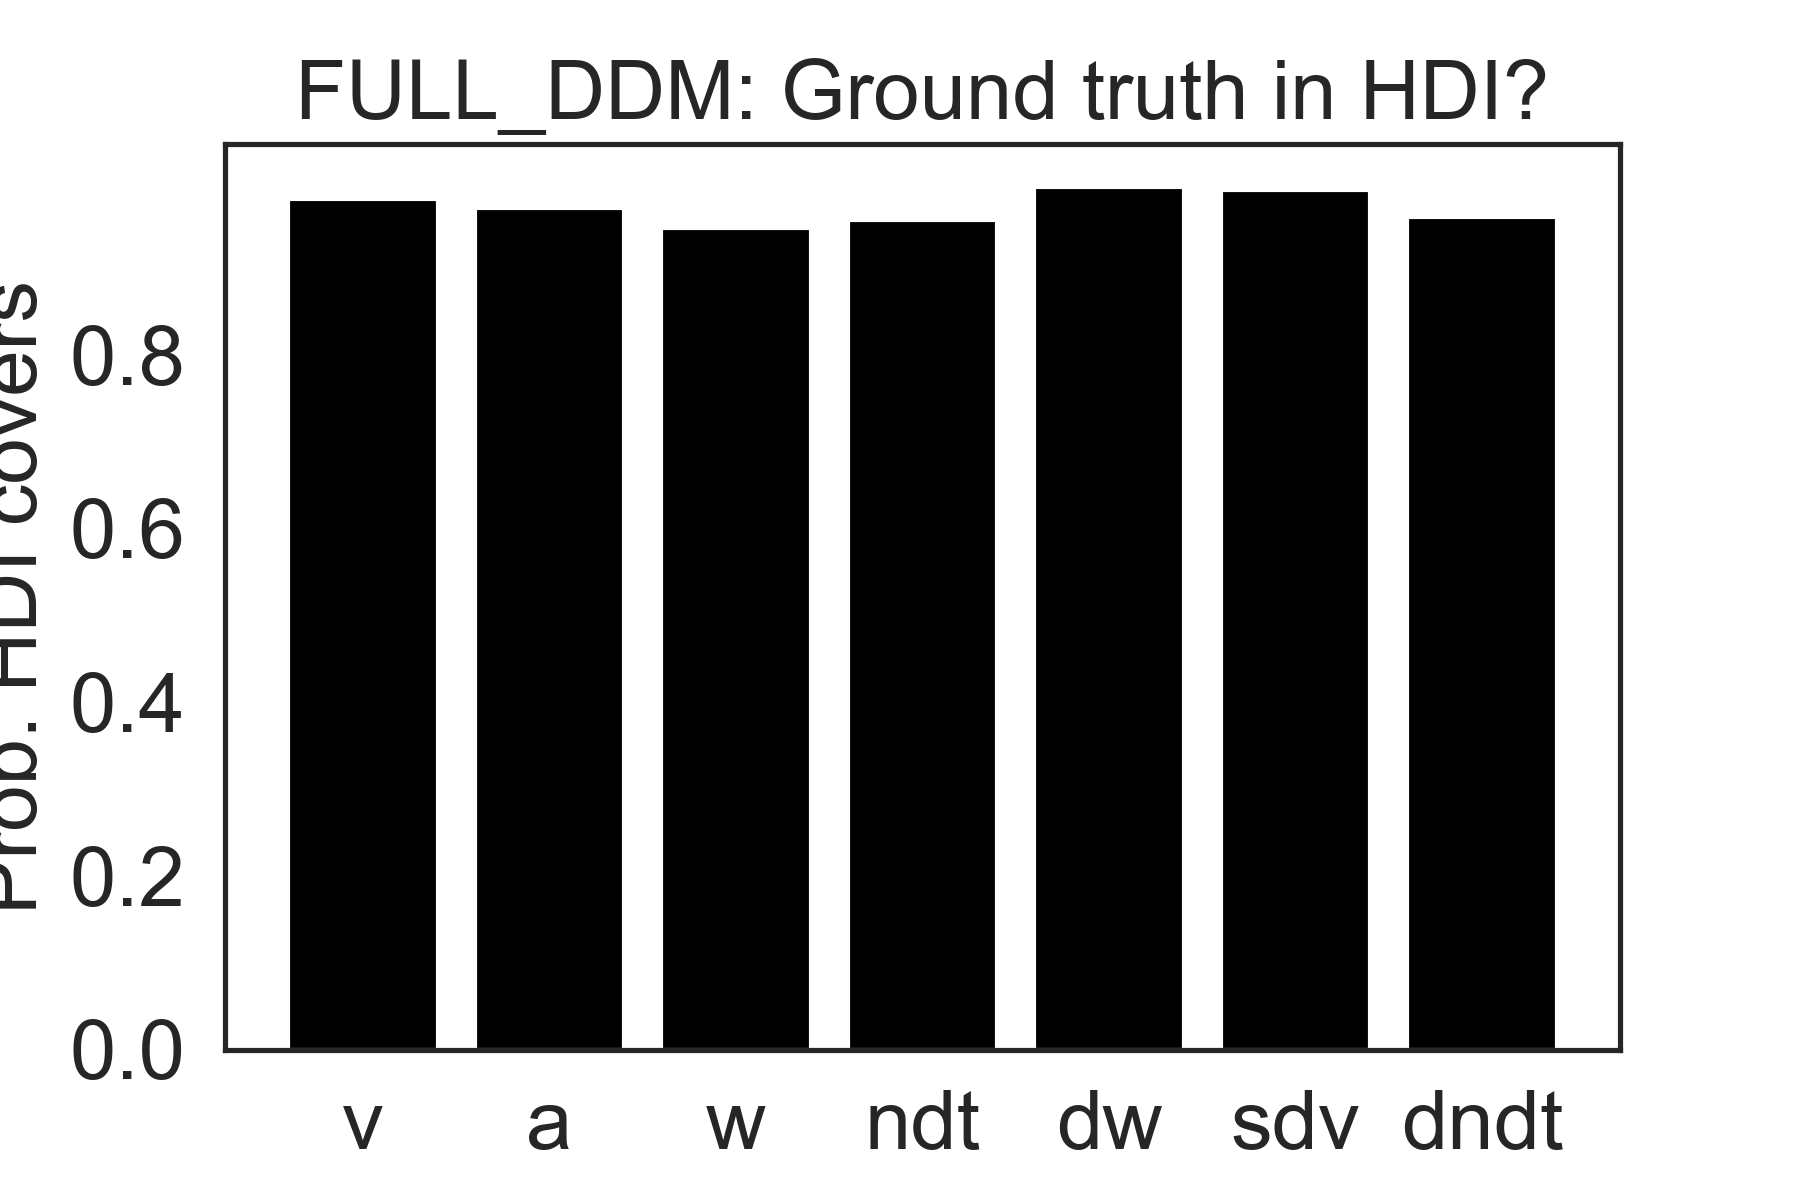 FULL_DDM: Ground truth in HDI?
Prob. HDI covers
0.8
0.6
0.4
0.2
0.0
v a w ndt dw sdv dndt